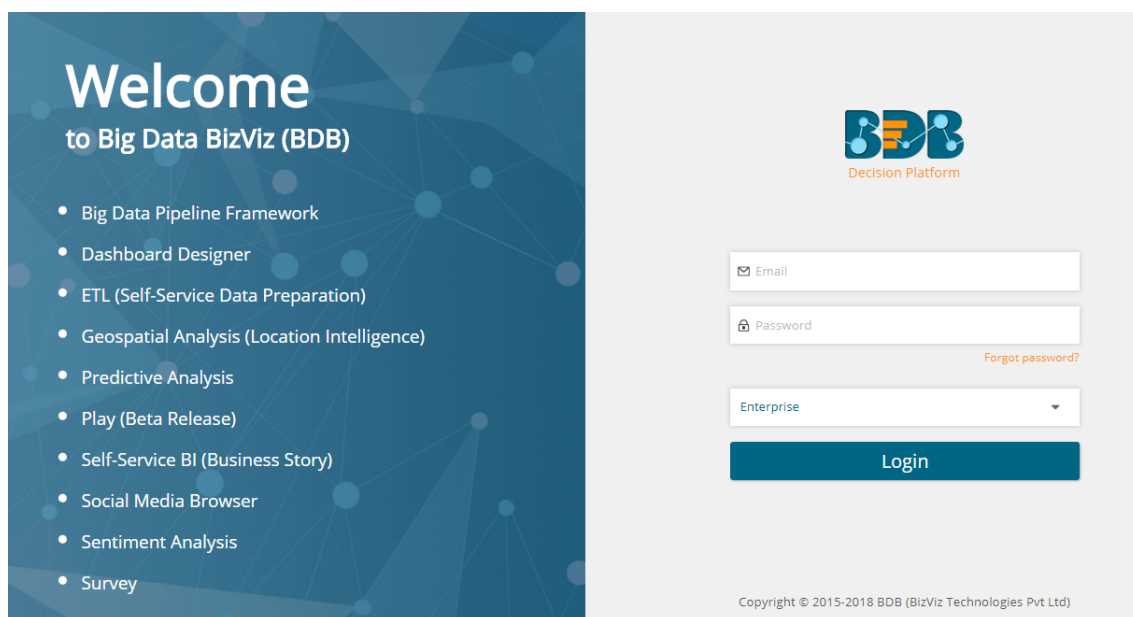 Welcome
to Big Data BizViz (BDB)
Big Data Pipeline Framework
Dashboard Designer
ETL (Self-Service Data Preparation)
Geospatial Analysis (Location Intelligence)
Predictive Analysis
Play (Beta Release)
Self-Service BI (Business Story)
Social Media Browser
Sentiment Analysis
Survey
BDB
Decision Platform
Email
Password
Forgot password?
Enterprise
Login
Copyright © 2015-2018 BDB (BizViz Technologies Pvt Ltd)